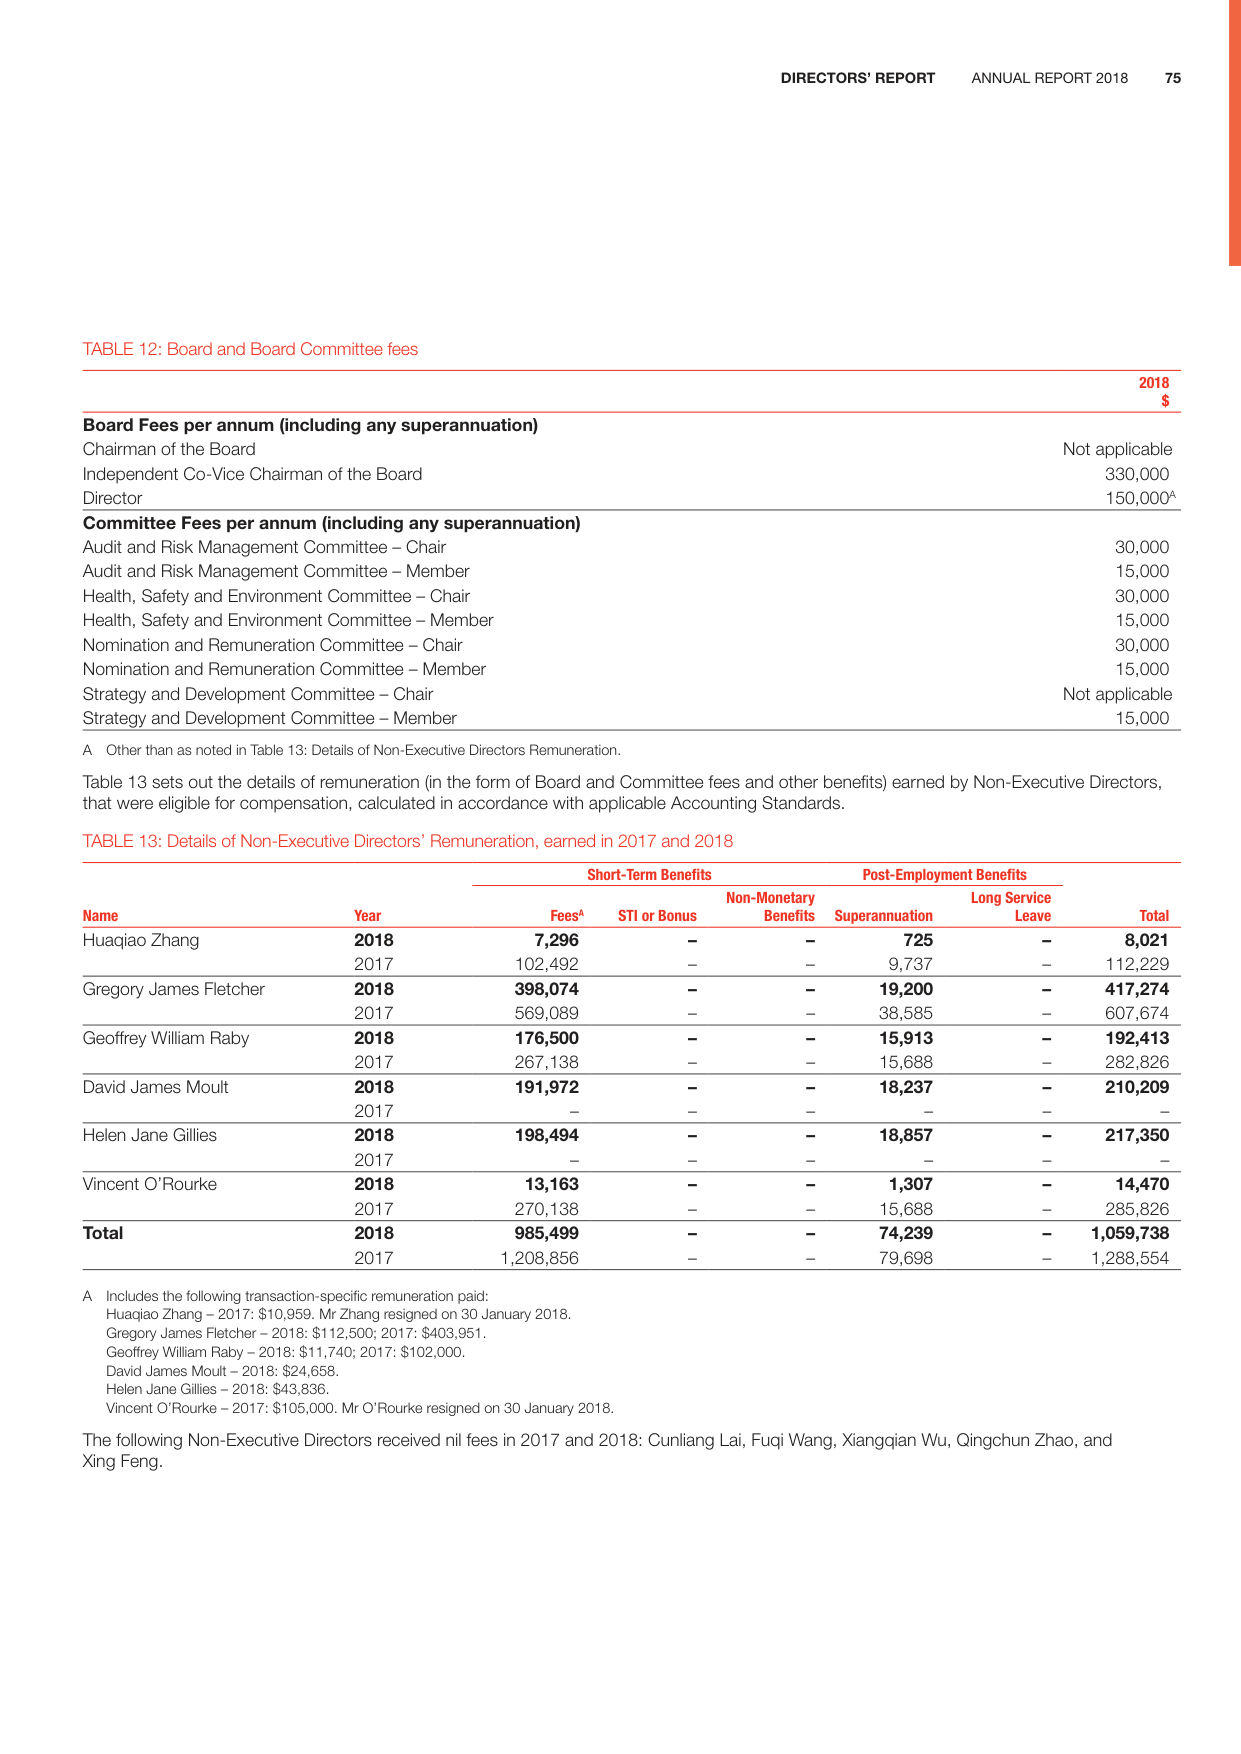 DIRECTORS' REPORT ANNUAL REPORT 2018 75
TABLE 12: Board and Board Committee fees
2018
$
Board Fees per annum (including any superannuation)
Chairman of the Board Not applicable
Independent Co-Vice Chairman of the Board 330,000
Director 150,000A
Committee Fees per annum (including any superannuation)
Audit and Risk Management Committee – Chair 30,000
Audit and Risk Management Committee – Member 15,000
Health, Safety and Environment Committee – Chair 30,000
Health, Safety and Environment Committee – Member 15,000
Nomination and Remuneration Committee – Chair 30,000
Nomination and Remuneration Committee – Member 15,000
Strategy and Development Committee – Chair Not applicable
Strategy and Development Committee – Member 15,000
A Other than as noted in Table 13: Details of Non-Executive Directors Remuneration.
Table 13 sets out the details of remuneration (in the form of Board and Committee fees and other benefits) earned by Non-Executive Directors,
that were eligible for compensation, calculated in accordance with applicable Accounting Standards.
TABLE 13: Details of Non-Executive Directors' Remuneration, earned in 2017 and 2018
Short-Term Benefits Post-Employment Benefits
Non-Monetary Long Service
Name Year FeesA STI or Bonus Benefits Superannuation Leave Total
Huaqiao Zhang 2018 7,296 – – 725 – 8,021
2017 102,492 – – 9,737 – 112,229
Gregory James Fletcher 2018 398,074 – – 19,200 – 417,274
2017 569,089 – – 38,585 – 607,674
Geoffrey William Raby 2018 176,500 – – 15,913 – 192,413
2017 267,138 – – 15,688 – 282,826
David James Moult 2018 191,972 – – 18,237 – 210,209
2017 – – – – – –
Helen Jane Gillies 2018 198,494 – – 18,857 – 217,350
2017 – – – – – –
Vincent O'Rourke 2018 13,163 – – 1,307 – 14,470
2017 270,138 – – 15,688 – 285,826
Total 2018 985,499 – – 74,239 – 1,059,738
2017 1,208,856 – – 79,698 – 1,288,554
A Includes the following transaction-specific remuneration paid:
Huaqiao Zhang – 2017: $10,959. Mr Zhang resigned on 30 January 2018.
Gregory James Fletcher – 2018: $112,500; 2017: $403,951.
Geoffrey William Raby – 2018: $11,740; 2017: $102,000.
David James Moult – 2018: $24,658.
Helen Jane Gillies – 2018: $43,836.
Vincent O'Rourke – 2017: $105,000. Mr O'Rourke resigned on 30 January 2018.
The following Non-Executive Directors received nil fees in 2017 and 2018: Cunliang Lai, Fuqi Wang, Xiangqian Wu, Qingchun Zhao, and
Xing Feng.